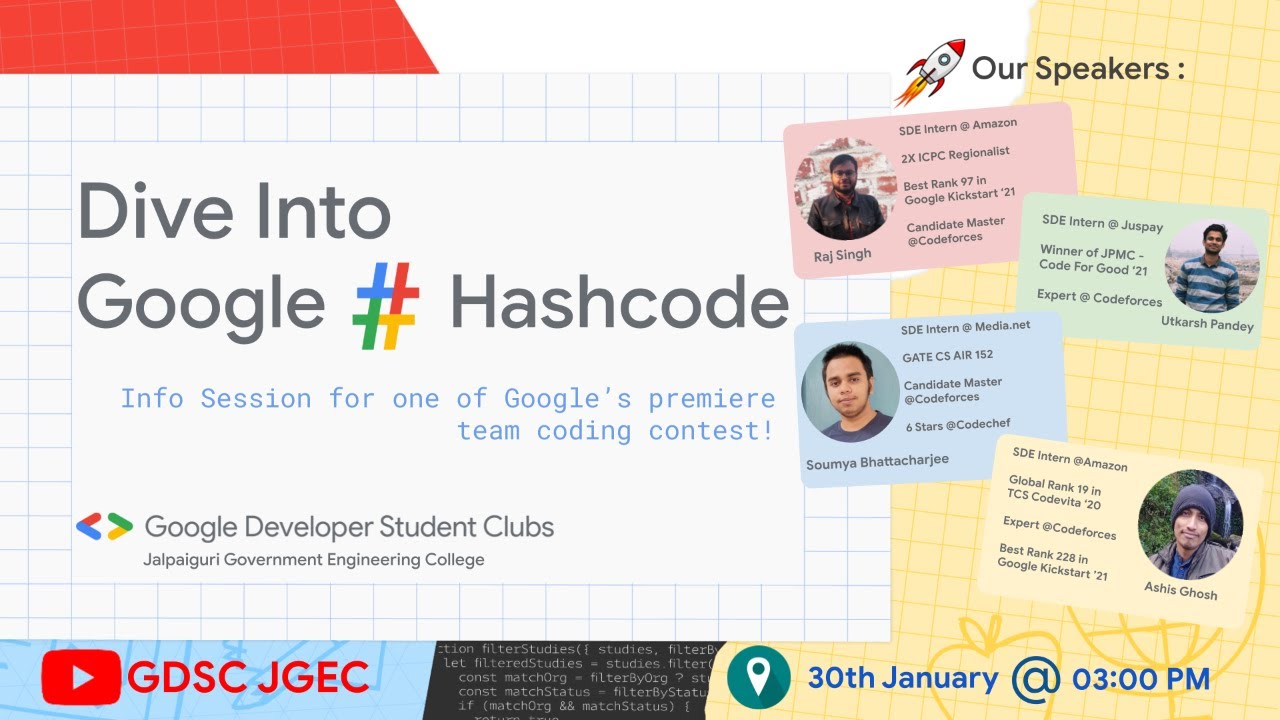 Our Speakers :
Dive Into
Google # Hashcode
Info Session for one of Google’s premiere
team coding contest!
Google Developer Student Clubs
Jalpaiguri Government Engineering College
SDE Intern @ Amazon
2X ICPC Regionalist
Best Rank 97 in
Google Kickstart ‘21
Candidate Master
@Codeforces
Raj Singh
SDE Intern @ Juspay
Winner of JPMC -
Code For Good ‘21
Expert @ Codeforces
Utkarsh Pandey
SDE Intern @ Media.net
GATE CS AIR 152
Candidate Master
@Codeforces
6 Stars @Codechef
Soumya Bhattacharjee
SDE Intern @Amazon
Global Rank 19 in
TCS Codevita ‘20
Expert @Codeforces
Best Rank 228 in
Google Kickstart ’21
Ashis Ghosh
GDSC JGEC
ction filterStudies({ studies, filterBy
let filteredStudies = studies.filter(
const matchOrg = filterByOrg ? stu
const matchStatus = filterByStatus
if (matchOrg && matchStatus) {
return true
30th January @ 03:00 PM